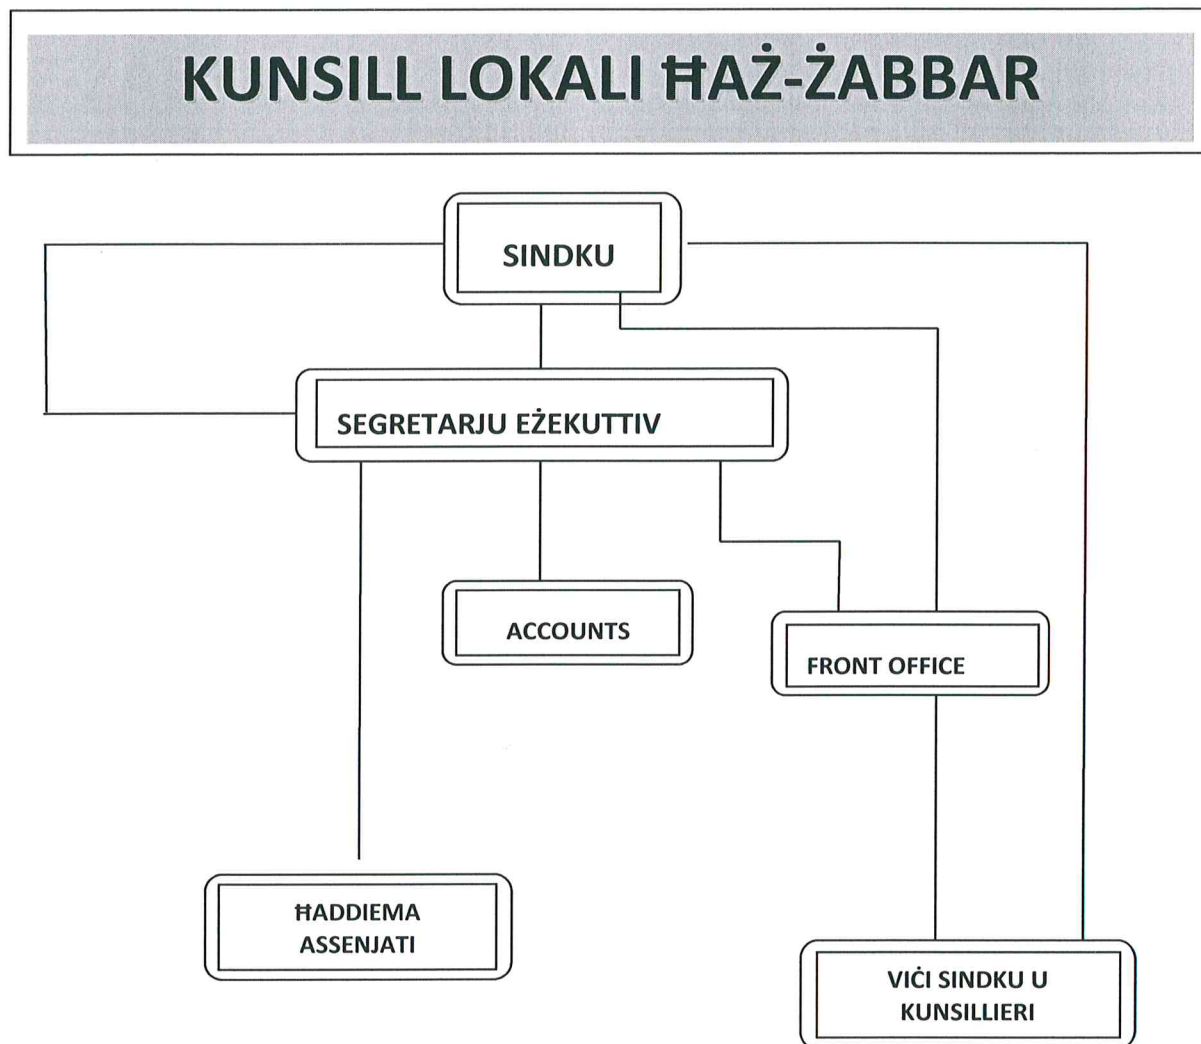 KUNSILL LOKALI ĦAŻ-ŻABBAR
SINDKU
SEGRETARJU EŻEKUTTIV
ACCOUNTS
FRONT OFFICE
ĦADDIEMA
ASSENJATI
VIĊI SINDKU U
KUNSILLIERI